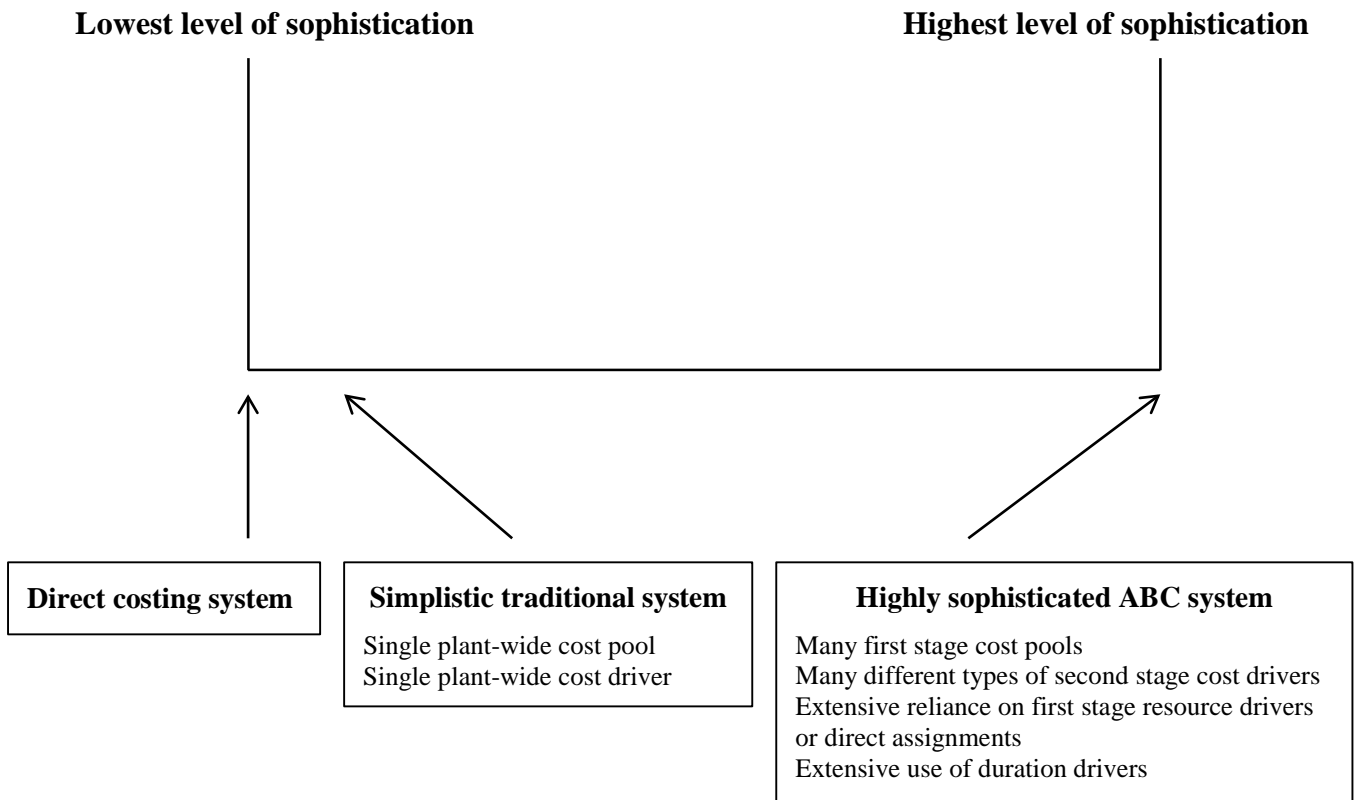 Lowest level of sophistication
Highest level of sophistication
Direct costing system
Simplistic traditional system
Single plant-wide cost pool
Single plant-wide cost driver
Highly sophisticated ABC system
Many first stage cost pools
Many different types of second stage cost drivers
Extensive reliance on first stage resource drivers
or direct assignments
Extensive use of duration drivers